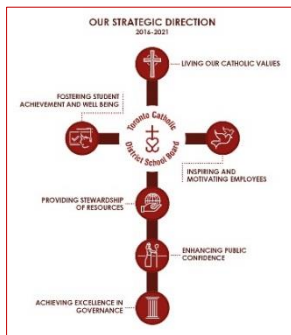 OUR STRATEGIC DIRECTION
2016-2021
LIVING OUR CATHOLIC VALUES
FOSTERING STUDENT
ACHIEVEMENT AND WELL BEING
Toronto Catholic
District School Board
INSPIRING AND
MOTIVATING EMPLOYEES
PROVIDING STEWARDSHIP
OF RESOURCES
ENHANCING PUBLIC
CONFIDENCE
ACHIEVING EXCELLENCE IN
GOVERNANCE